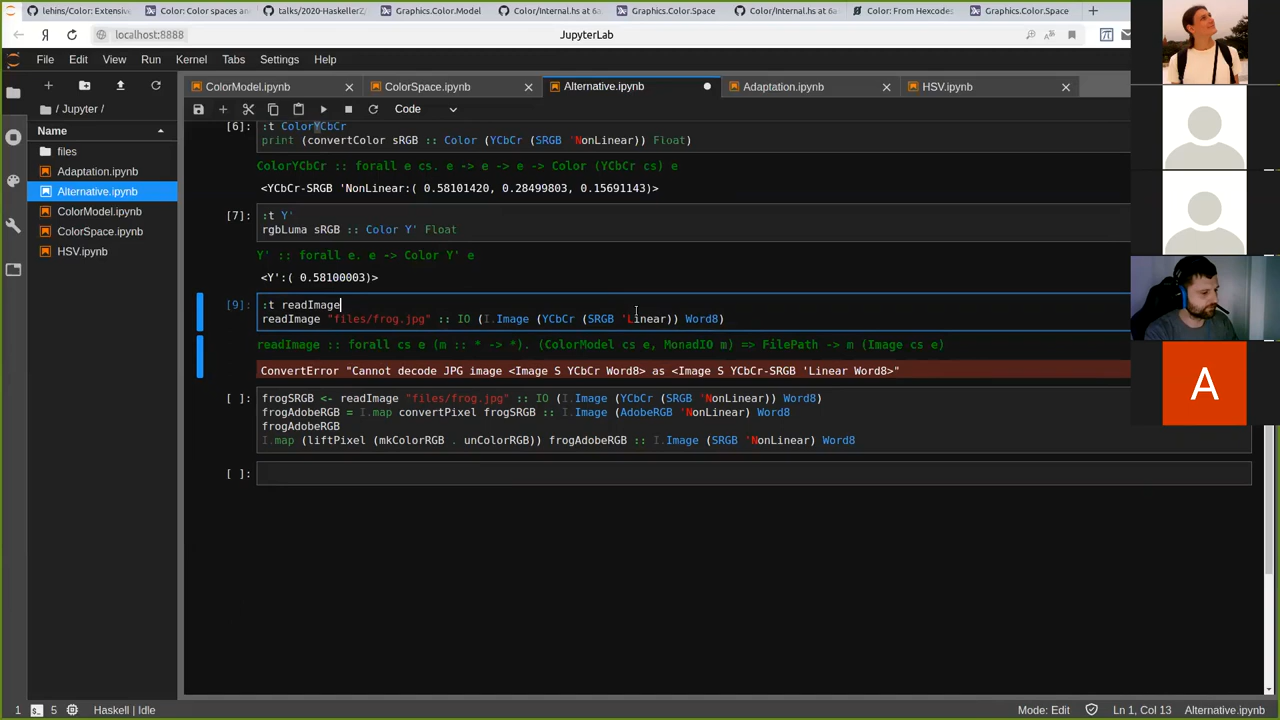 lehins/Color: Extensiv
Color: Color spaces an
talks/2020-HaskellerZ
Graphics.Color.Model
Color/Internal.hs at 6a
Graphics.Color.Space
Color/Internal.hs at 6a
Color: From Hexcodes
Graphics.Color.Space
localhost:8888
JupyterLab
File Edit View Run Kernel Tabs Settings Help
ColorModel.ipynb
ColorSpace.ipynb
Alternative.ipynb
Adaptation.ipynb
HSV.ipynb
/ Jupyter /
Code
Name
files
Adaptation.ipynb
Alternative.ipynb
ColorModel.ipynb
ColorSpace.ipynb
HSV.ipynb
[6]: :t ColorYCbCr
print (convertColor sRGB :: Color (YCbCr (SRGB 'NonLinear)) Float)
ColorYCbCr :: forall e cs. e -> e -> e -> Color (YCbCr cs) e
<YCbCr-SRGB 'NonLinear:( 0.58101420, 0.28499803, 0.15691143)>
[7]: :t Y'
rgbLuma sRGB :: Color Y' Float
Y' :: forall e. e -> Color Y' e
<Y':( 0.58100003)>
[9]: :t readImage
readImage "files/frog.jpg" :: IO (I.Image (YCbCr (SRGB 'Linear)) Word8)
readImage :: forall cs e (m :: * -> *). (ColorModel cs e, MonadIO m) => FilePath -> m (Image cs e)
ConvertError "Cannot decode JPG image <Image S YCbCr Word8> as <Image S YCbCr-SRGB 'Linear Word8>"
[ ]: frogSRGB <- readImage "files/frog.jpg" :: IO (I.Image (YCbCr (SRGB 'NonLinear)) Word8)
frogAdobeRGB = I.map convertPixel frogSRGB :: I.Image (AdobeRGB 'NonLinear) Word8
frogAdobeRGB
I.map (liftPixel (mkColorRGB . unColorRGB)) frogAdobeRGB :: I.Image (SRGB 'NonLinear) Word8
[ ]:
A
1
5
Haskell | Idle
Mode: Edit
Ln 1, Col 13
Alternative.ipynb